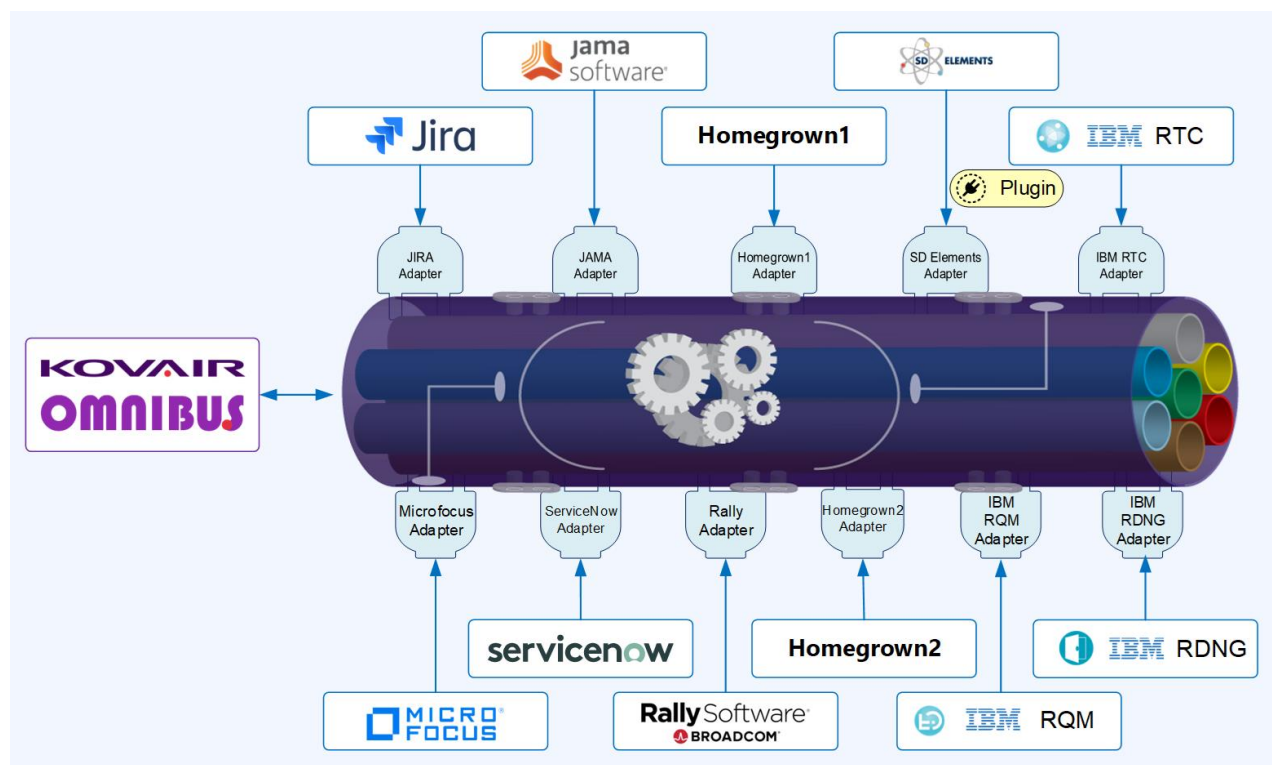 Jama
software®
SD ELEMENTS
Jira
Homegrown1
IBM RTC
Plugin
JIRA
Adapter
JAMA
Adapter
Homegrown1
Adapter
SD Elements
Adapter
IBM RTC
Adapter
KOVAIR
OMNIBUS
Microfocus
Adapter
ServiceNow
Adapter
Rally
Adapter
Homegrown2
Adapter
IBM
RQM
Adapter
IBM
RDNG
Adapter
servicenow
Homegrown2
IBM RDNG
MICRO®
FOCUS
Rally Software®
BROADCOM®
IBM RQM